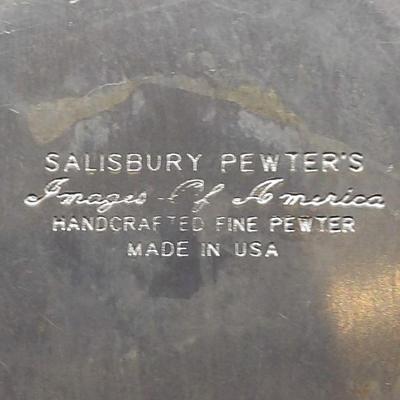 SALISBURY PEWTER'S
Images Of America
HANDCRAFTED FINE PEWTER
MADE IN USA